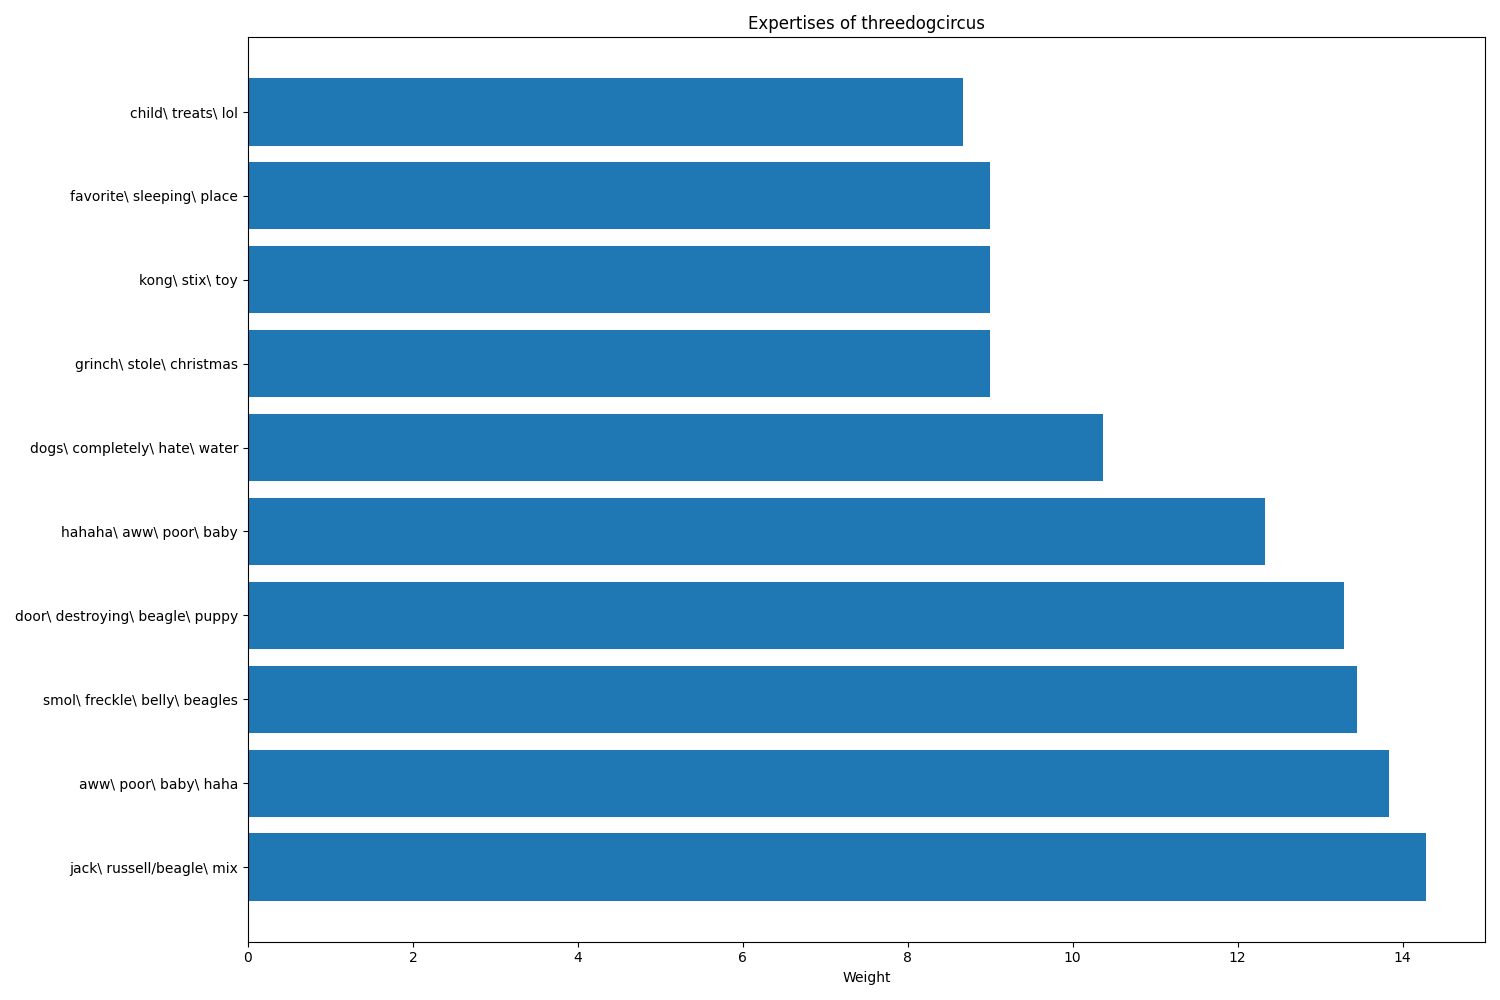 Expertises of threedogcircus
child\ treats\ lol
favorite\ sleeping\ place
kong\ stix\ toy
grinch\ stole\ christmas
dogs\ completely\ hate\ water
hahaha\ aww\ poor\ baby
door\ destroying\ beagle\ puppy
smol\ freckle\ belly\ beagles
aww\ poor\ baby\ haha
jack\ russell/beagle\ mix
0 2 4 6 8 10 12 14
Weight